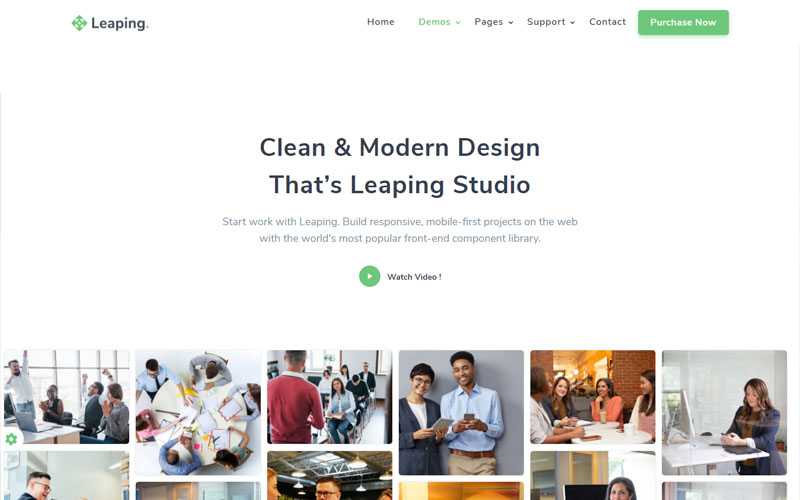 Leaping.
Home Demos Pages Support Contact Purchase Now
Clean & Modern Design
That’s Leaping Studio
Start work with Leaping. Build responsive, mobile-first projects on the web
with the world's most popular front-end component library.
Watch Video !